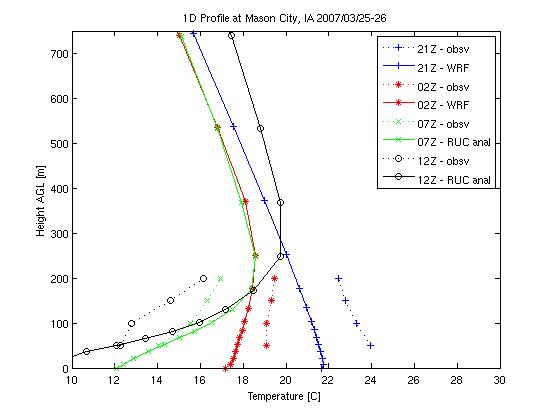 1D Profile at Mason City, IA 2007/03/25-26
21Z - obsv
21Z - WRF
02Z - obsv
02Z - WRF
07Z - obsv
07Z - RUC anal
12Z - obsv
12Z - RUC anal
Height AGL [m]
700
600
500
400
300
200
100
0
10
12
14
16
18
20
22
24
26
28
30
Temperature [C]